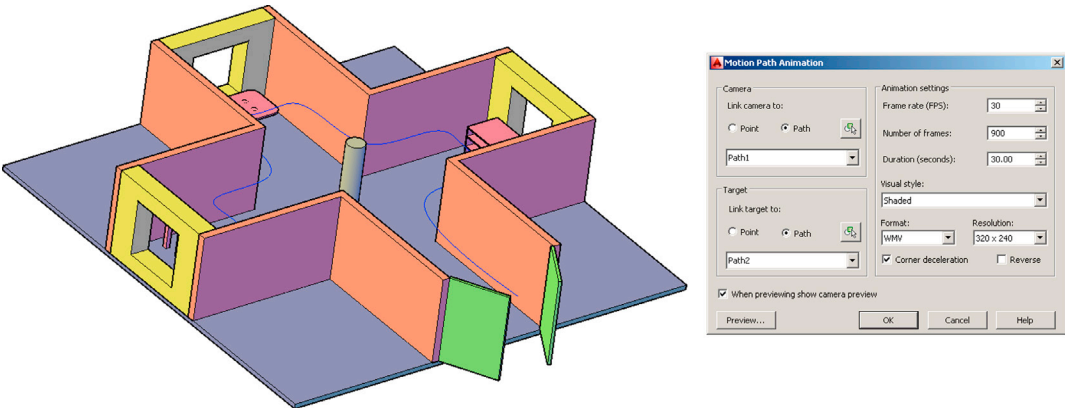 Motion Path Animation
Camera
Link camera to:
Point Path
Path1
Target
Link target to:
Point Path
Path2
Animation settings
Frame rate (FPS): 30
Number of frames: 900
Duration (seconds): 30.00
Visual style:
Shaded
Format: Resolution:
WMV 320 x 240
Corner deceleration Reverse
When previewing show camera preview
Preview... OK Cancel Help